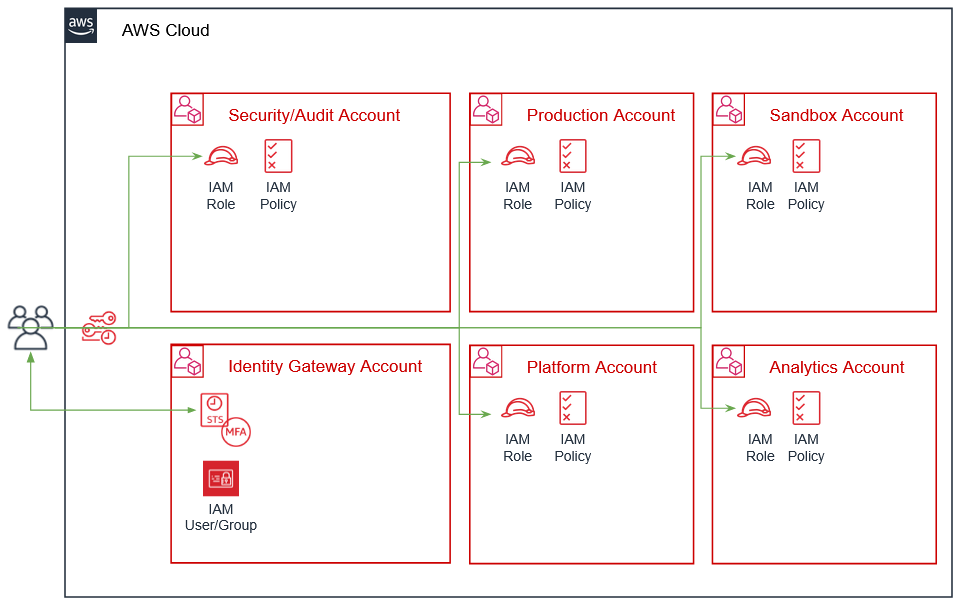 aws
AWS Cloud
Security/Audit Account
IAM
Role
IAM
Policy
Production Account
IAM
Role
IAM
Policy
Sandbox Account
IAM
Role
IAM
Policy
Identity Gateway Account
STS
MFA
IAM
User/Group
Platform Account
IAM
Role
IAM
Policy
Analytics Account
IAM
Role
IAM
Policy